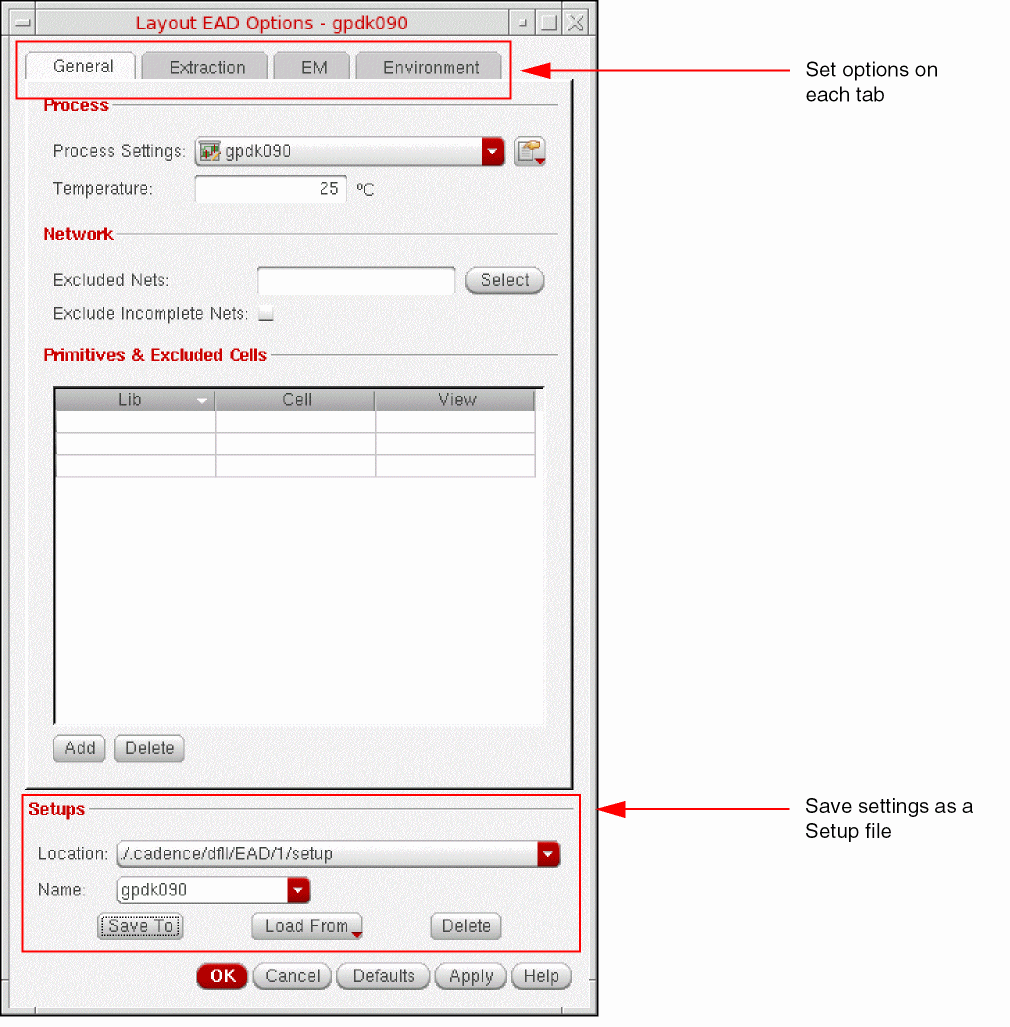 Layout EAD Options - gpdk090
General Extraction EM Environment
Set options on
each tab
Process
Process Settings: gpdk090
Temperature: 25 ºC
Network
Excluded Nets: Select
Exclude Incomplete Nets:
Primitives & Excluded Cells
Lib Cell View
Add Delete
Setups
Save settings as a
Setup file
Location: ./.cadence/dfII/EAD/1/setup
Name: gpdk090
Save To Load From Delete
OK Cancel Defaults Apply Help